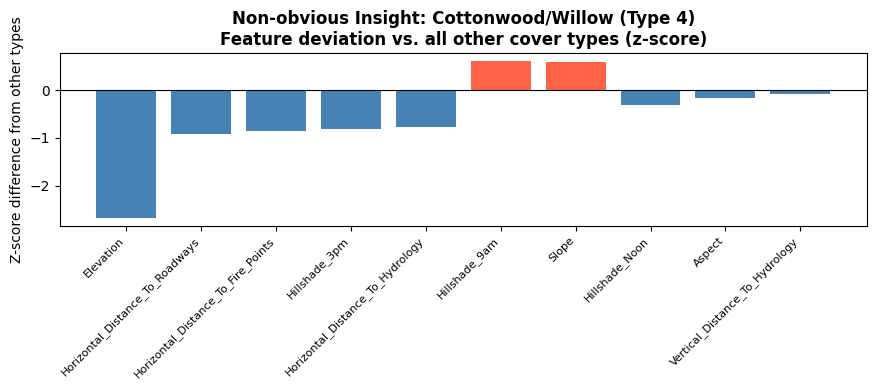 Non-obvious Insight: Cottonwood/Willow (Type 4)
Feature deviation vs. all other cover types (z-score)
Z-score difference from other types
0
−1
−2
Elevation
Horizontal_Distance_To_Roadways
Horizontal_Distance_To_Fire_Points
Hillshade_3pm
Horizontal_Distance_To_Hydrology
Hillshade_9am
Slope
Hillshade_Noon
Aspect
Vertical_Distance_To_Hydrology